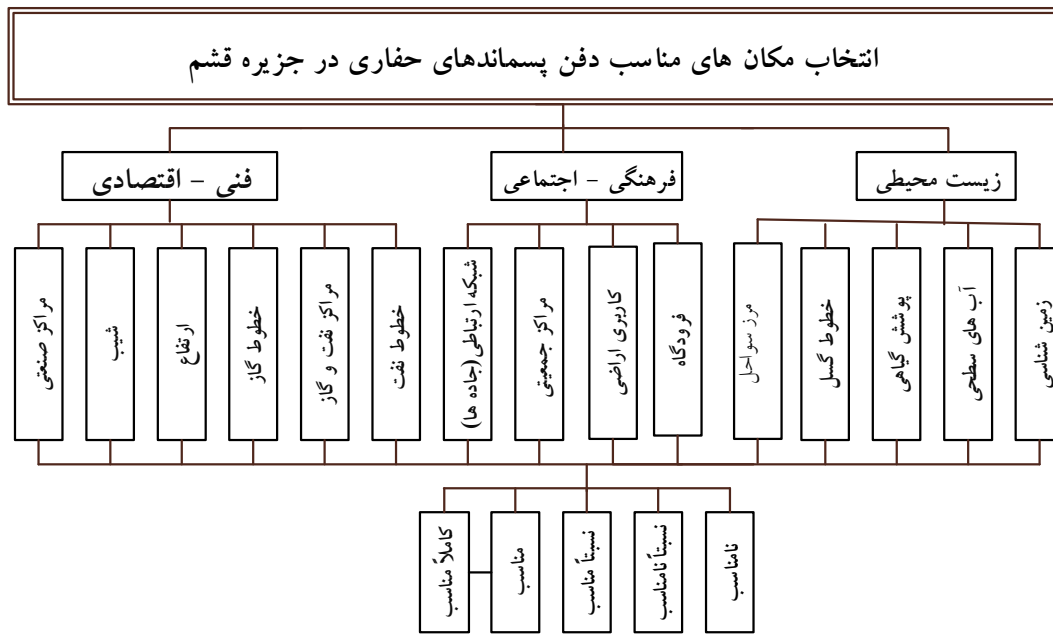 انتخاب مکان های مناسب دفن پسماندهای حفاری در جزیره قشم
زیست محیطی
فرهنگی - اجتماعی
فنی - اقتصادی
زمین شناسی
آب های سطحی
پوشش گیاهی
خطوط گسل
مرز سواحل
فرودگاه
کاربری اراضی
مراکز جمعیتی
شبکه ارتباطی (جاده ها)
خطوط نفت
مراکز نفت و گاز
خطوط گاز
ارتفاع
شیب
مراکز صنعتی
نامناسب
نسبتاً نامناسب
نسبتاً مناسب
مناسب
کاملاً مناسب